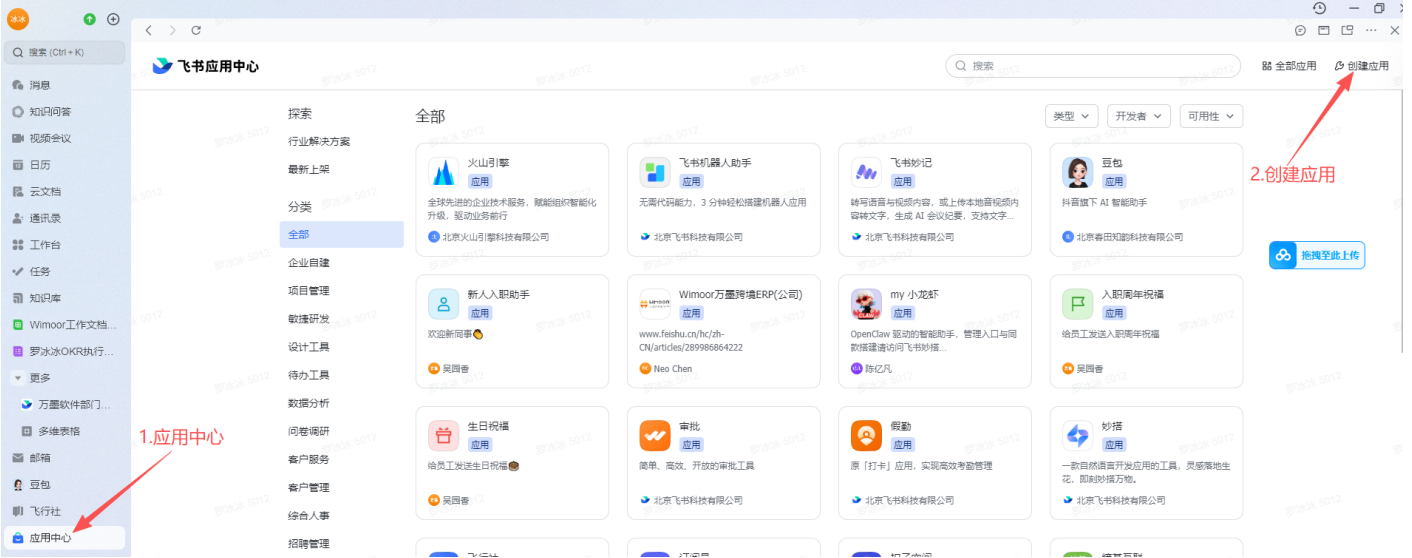 冰冰
搜索 (Ctrl + K)
消息
知识问答
视频会议
日历
云文档
通讯录
工作台
任务
知识库
Wimoor工作文档...
罗冰冰OKR执行...
更多
万墨软件部门...
多维表格
邮箱
豆包
飞行社
应用中心
1.应用中心
飞书应用中心
搜索
全部应用
创建应用
2.创建应用
拖拽至此上传
探索
行业解决方案
最新上架
分类
全部
企业自建
项目管理
敏捷研发
设计工具
待办工具
数据分析
问卷调研
客户服务
客户管理
综合人事
招聘管理
全部
类型
开发者
可用性
火山引擎
应用
全球先进的企业技术服务，赋能组织智能化
升级，驱动业务前行
北京火山引擎科技有限公司
飞书机器人助手
应用
无需代码能力，3 分钟轻松搭建机器人应用
北京飞书科技有限公司
飞书妙记
应用
转写语音与视频内容，或上传本地音视频内
容转文字，生成 AI 会议纪要，支持文字...
北京飞书科技有限公司
豆包
应用
抖音旗下 AI 智能助手
北京春田知韵科技有限公司
新人入职助手
应用
欢迎新同事
吴园香
Wimoor万墨跨境ERP(公司)
应用
www.feishu.cn/hc/zh-
CN/articles/289986864222
Neo Chen
my 小龙虾
应用
OpenClaw 驱动的智能助手，管理入口与同
款搭建请访问飞书妙搭...
陈亿凡
入职周年祝福
应用
给员工发送入职周年祝福
吴园香
生日祝福
应用
给员工发送生日祝福
吴园香
审批
应用
简单、高效、开放的审批工具
北京飞书科技有限公司
假勤
应用
原「打卡」应用，实现高效考勤管理
北京飞书科技有限公司
妙搭
应用
一款自然语言开发应用的工具，灵感落地生
花，即刻妙搭万物。
北京飞书科技有限公司
罗冰冰 5012